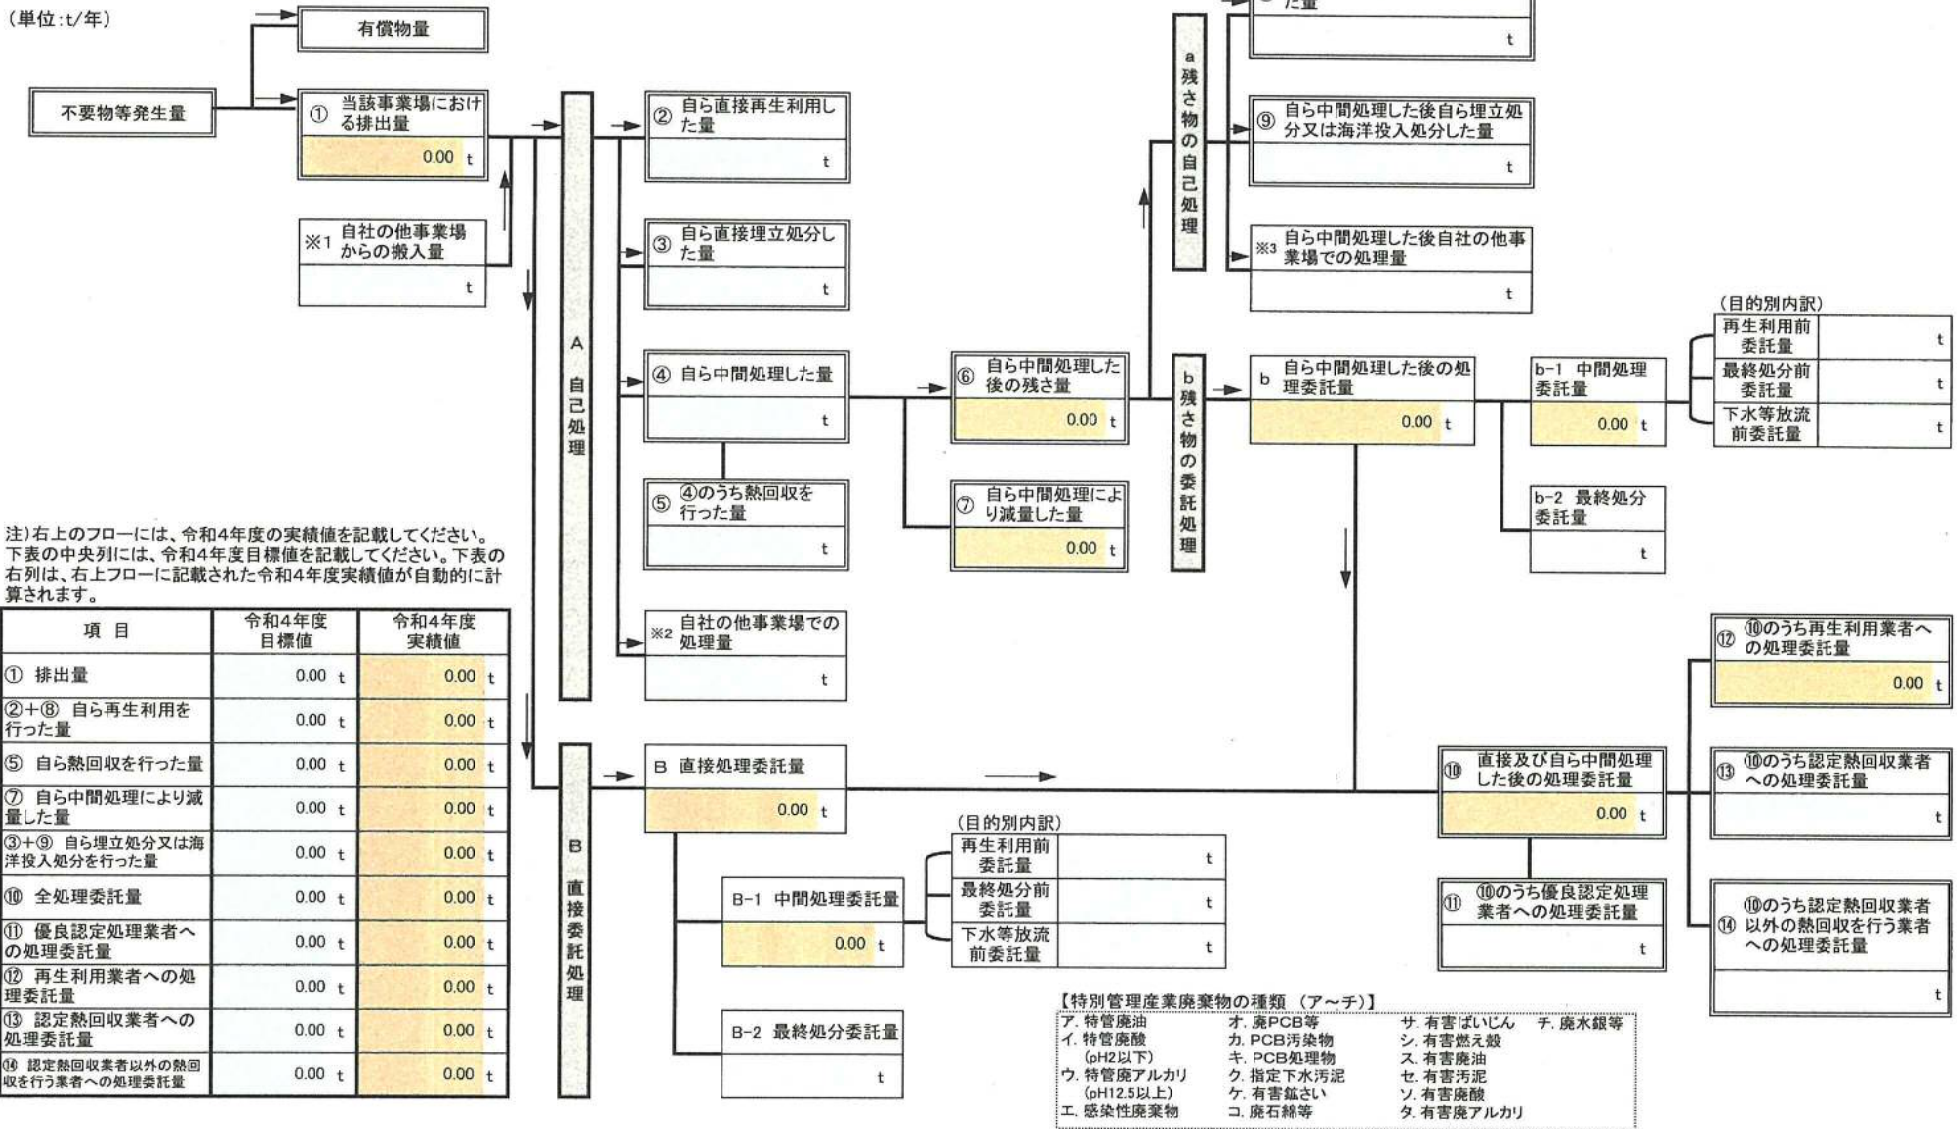 (単位:t/年)
有償物量
不要物等発生量
① 当該事業場におけ
る排出量
0.00 t
※1 自社の他事業場
からの搬入量
t
A 自己処理
② 自ら直接再生利用し
た量
t
③ 自ら直接埋立処分し
た量
t
④ 自ら中間処理した量
t
⑤ ④のうち熱回収を
行った量
t
※2 自社の他事業場での
処理量
t
⑥ 自ら中間処理した
後の残さ量
0.00 t
⑦ 自ら中間処理によ
り減量した量
0.00 t
a 残さ物の自己処理
た量
t
⑨ 自ら中間処理した後自ら埋立処
分又は海洋投入処分した量
t
※3 自ら中間処理した後自社の他事
業場での処理量
t
b 残さ物の委託処理
b 自ら中間処理した後の処
理委託量
0.00 t
b-1 中間処理
委託量
0.00 t
(目的別内訳)
再生利用前
委託量 t
最終処分前
委託量 t
下水等放流
前委託量 t
b-2 最終処分
委託量
t
注)右上のフローには、令和4年度の実績値を記載してください。
下表の中央列には、令和4年度目標値を記載してください。下表の
右列は、右上フローに記載された令和4年度実績値が自動的に計
算されます。
項 目 令和4年度
目標値 令和4年度
実績値
① 排出量 0.00 t 0.00 t
②+⑧ 自ら再生利用を
行った量 0.00 t 0.00 t
⑤ 自ら熱回収を行った量 0.00 t 0.00 t
⑦ 自ら中間処理により減
量した量 0.00 t 0.00 t
③+⑨ 自ら埋立処分又は海
洋投入処分を行った量 0.00 t 0.00 t
⑩ 全処理委託量 0.00 t 0.00 t
⑪ 優良認定処理業者へ
の処理委託量 0.00 t 0.00 t
⑫ 再生利用業者への処
理委託量 0.00 t 0.00 t
⑬ 認定熱回収業者への
処理委託量 0.00 t 0.00 t
⑭ 認定熱回収業者以外の熱回
収を行う業者への処理委託量 0.00 t 0.00 t
B 直接委託処理
B 直接処理委託量
0.00 t
B-1 中間処理委託量
0.00 t
(目的別内訳)
再生利用前
委託量 t
最終処分前
委託量 t
下水等放流
前委託量 t
B-2 最終処分委託量
t
⑩ 直接及び自ら中間処理
した後の処理委託量
0.00 t
⑪ ⑩のうち優良認定処理
業者への処理委託量
t
⑫ ⑩のうち再生利用業者へ
の処理委託量
0.00 t
⑬ ⑩のうち認定熱回収業者
への処理委託量
t
⑭ ⑩のうち認定熱回収業者
以外の熱回収を行う業者
への処理委託量
t
【特別管理産業廃棄物の種類 (ア～チ)】
ア. 特管廃油 オ. 廃PCB等 サ. 有害ばいじん チ. 廃水銀等
イ. 特管廃酸 カ. PCB汚染物 シ. 有害燃え殻
(pH2以下) キ. PCB処理物 ス. 有害廃油
ウ. 特管廃アルカリ ク. 指定下水汚泥 セ. 有害汚泥
(pH12.5以上) ケ. 有害鉱さい ソ. 有害廃酸
エ. 感染性廃棄物 コ. 廃石綿等 タ. 有害廃アルカリ